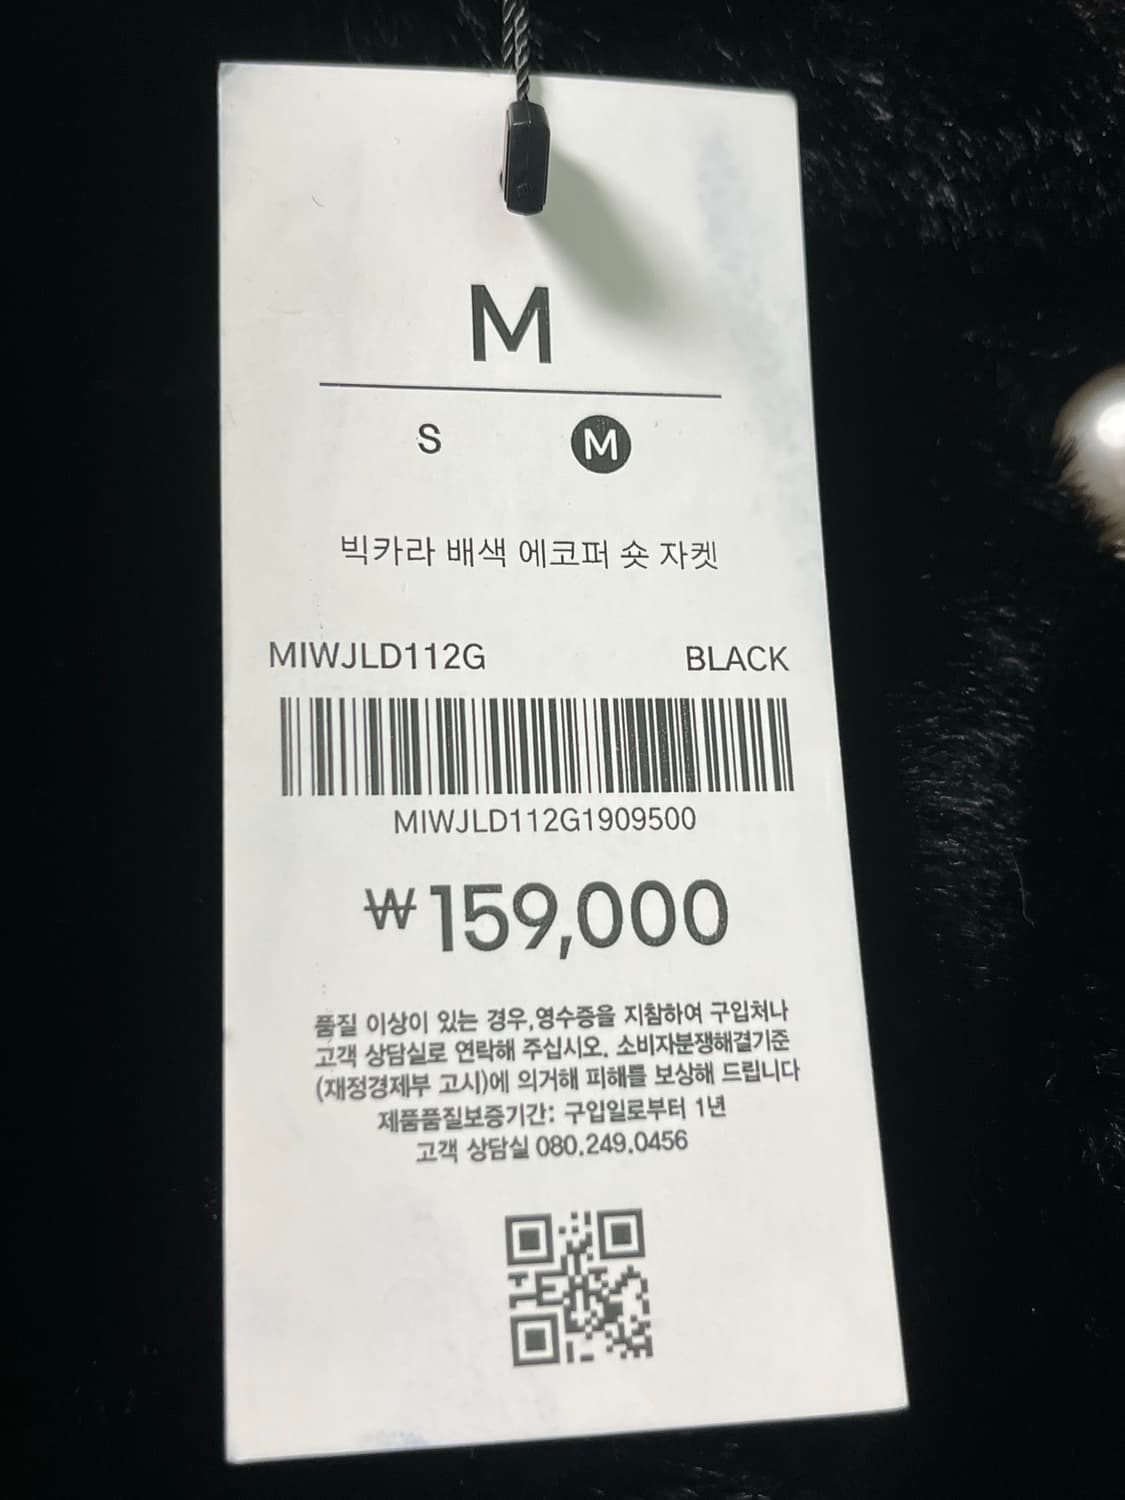 M
S M
빅카라 배색 에코퍼 숏 자켓
MIWJLD112G BLACK
MIWJLD112G1909500
₩159,000
품질 이상이 있는 경우,영수증을 지참하여 구입처나
고객 상담실로 연락해 주십시오. 소비자분쟁해결기준
(재정경제부 고시)에 의거해 피해를 보상해 드립니다
제품품질보증기간: 구입일로부터 1년
고객 상담실 080.249.0456